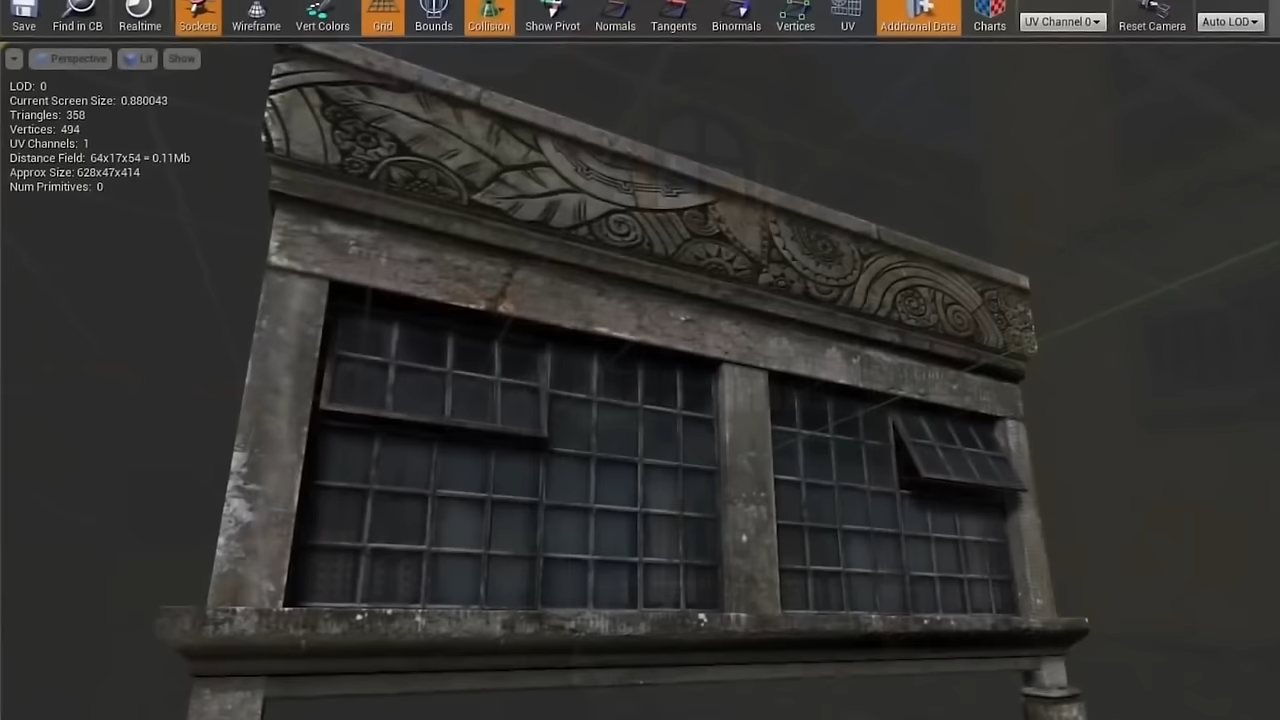 Save Find in CB Realtime Sockets Wireframe Vert Colors Grid Bounds Collision Show Pivot Normals Tangents Binormals Vertices UV Additional Data Charts UV Channel 0 Reset Camera Auto LOD
Perspective Lit Show
LOD: 0
Current Screen Size: 0.880043
Triangles: 358
Vertices: 494
UV Channels: 1
Distance Field: 64x17x54 = 0.11Mb
Approx Size: 628x47x414
Num Primitives: 0